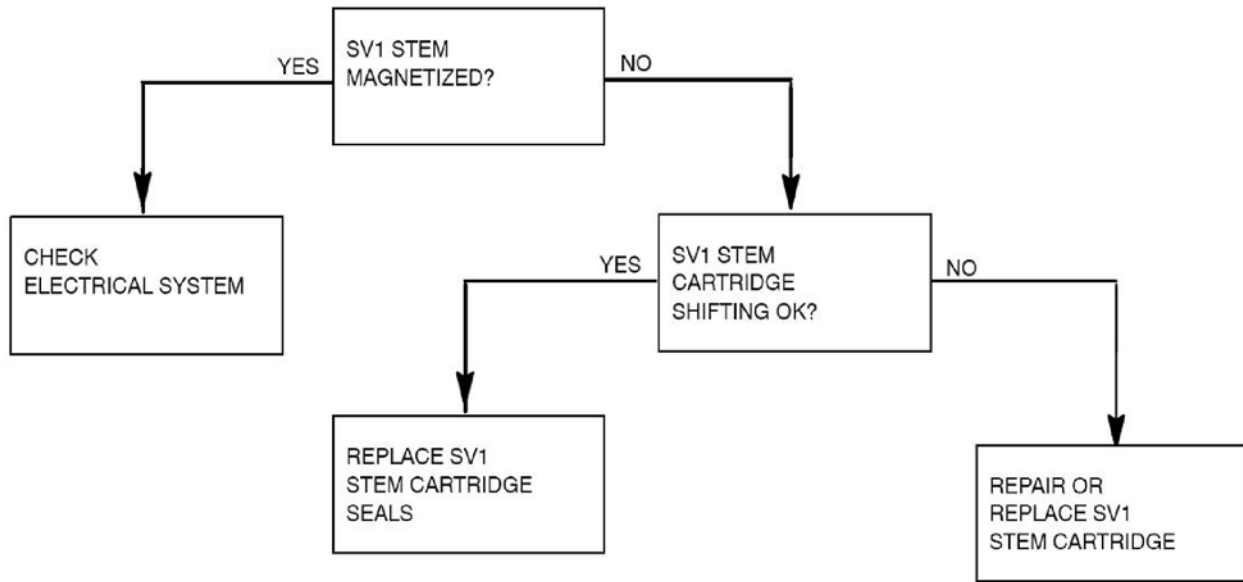 SV1 STEM
MAGNETIZED?
YES
NO
CHECK
ELECTRICAL SYSTEM
SV1 STEM
CARTRIDGE
SHIFTING OK?
YES
NO
REPLACE SV1
STEM CARTRIDGE
SEALS
REPAIR OR
REPLACE SV1
STEM CARTRIDGE